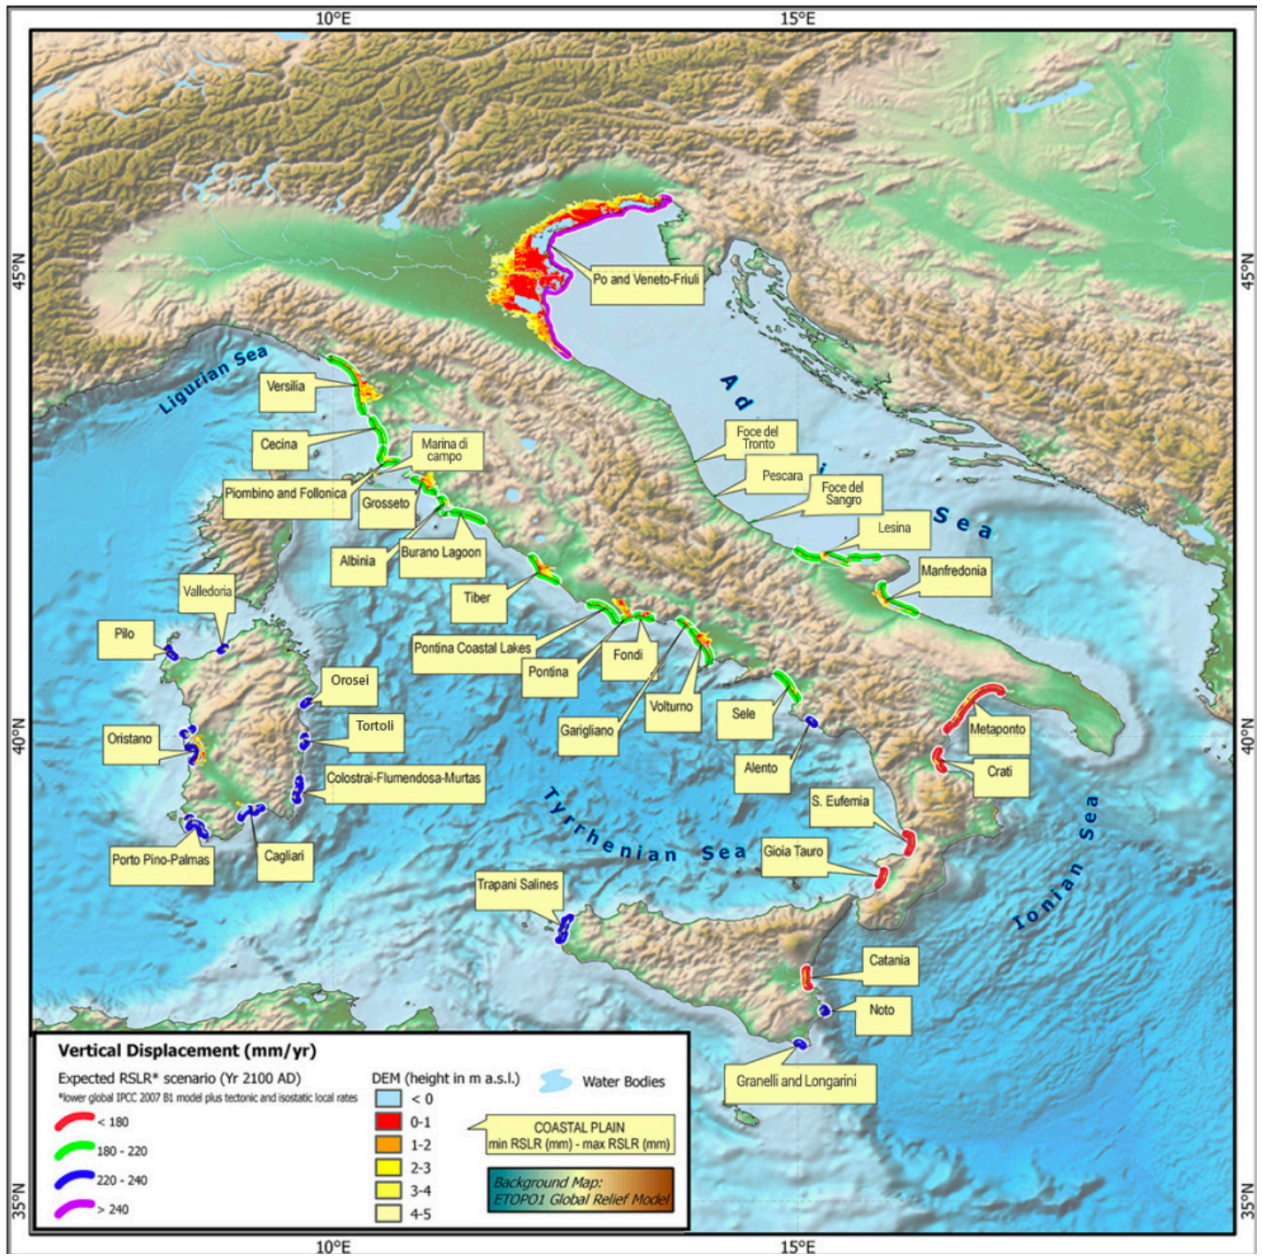 10°E
15°E
45°N
45°N
Po and Veneto-Friuli
Ligurian Sea
Versilia
Ad
i
Sea
Cecina
Marina di
campo
Foce del
Tronto
Pescara
Piombino and Follonica
Grosseto
Foce del
Sangro
Lesina
Albinia
Burano Lagoon
Manfredonia
Valledoria
Tiber
Pilo
Pontina Coastal Lakes
Pontina
Fondi
Orosei
Garigliano
Volturno
Sele
Metaponto
Oristano
Tortoli
40°N
40°N
Alento
Crati
Colostrai-Flumendosa-Murtas
S. Eufemia
Tyrrhenian Sea
Gioia Tauro
Porto Pino-Palmas
Cagliari
Ionian Sea
Trapani Salines
Catania
Noto
Granelli and Longarini
Vertical Displacement (mm/yr)
Expected RSLR* scenario (Yr 2100 AD)
*lower global IPCC 2007 B1 model plus tectonic and isostatic local rates
< 180
180 - 220
220 - 240
> 240
DEM (height in m a.s.l.)
< 0
0-1
1-2
2-3
3-4
4-5
Water Bodies
COASTAL PLAIN
min RSLR (mm) - max RSLR (mm)
Background Map:
ETOPO1 Global Relief Model
35°N
35°N
10°E
15°E